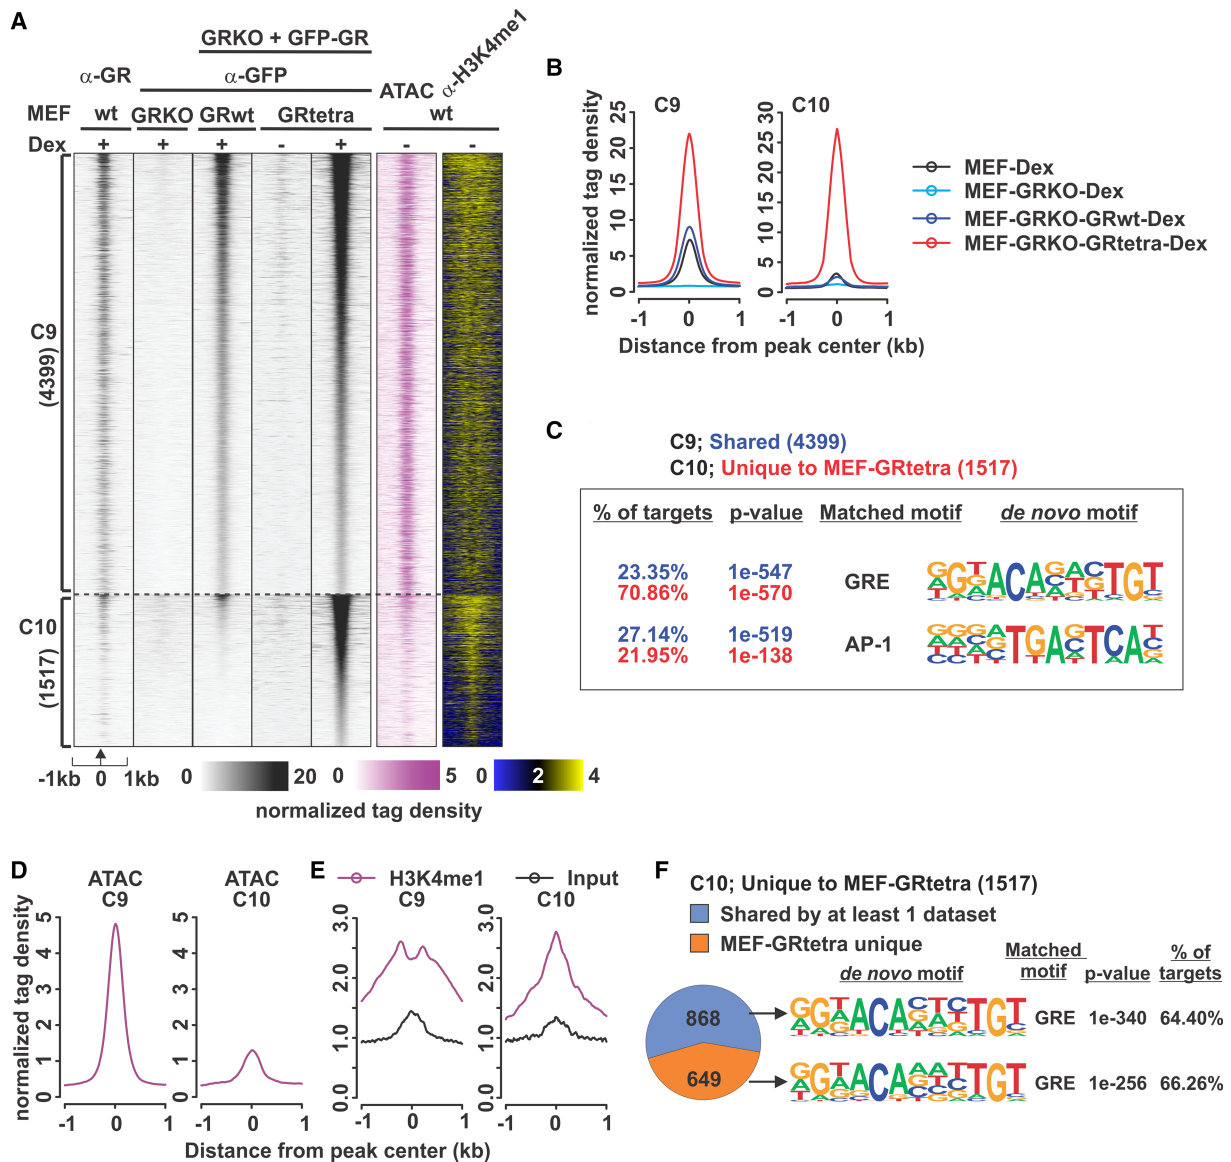 A
GRKO + GFP-GR
α-GR
α-GFP
ATAC
α-H3K4me1
MEF
wt
GRKO
GRwt
GRtetra
wt
Dex
+
+
+
-
+
-
-
C9
(4399)
C10
(1517)
-1kb 0 1kb
0 20
0 5
0 2 4
normalized tag density
B
C9
C10
normalized tag density
25
20
15
10
5
0
30
25
20
15
10
5
0
-1 0 1
-1 0 1
Distance from peak center (kb)
MEF-Dex
MEF-GRKO-Dex
MEF-GRKO-GRwt-Dex
MEF-GRKO-GRtetra-Dex
C
C9; Shared (4399)
C10; Unique to MEF-GRtetra (1517)
% of targets p-value Matched motif de novo motif
23.35% 1e-547
70.86% 1e-570
GRE
27.14% 1e-519
21.95% 1e-138
AP-1
D
ATAC
C9
ATAC
C10
normalized tag density
5
4
3
2
1
0
5
4
3
2
1
0
-1 0 1
-1 0 1
Distance from peak center (kb)
E
H3K4me1
Input
C9
C10
3.0
2.0
1.0
0.0
3.0
2.0
1.0
0.0
-1 0 1
-1 0 1
F
C10; Unique to MEF-GRtetra (1517)
Shared by at least 1 dataset
MEF-GRtetra unique
de novo motif
Matched
motif
p-value
% of
targets
868
GRE 1e-340 64.40%
649
GRE 1e-256 66.26%